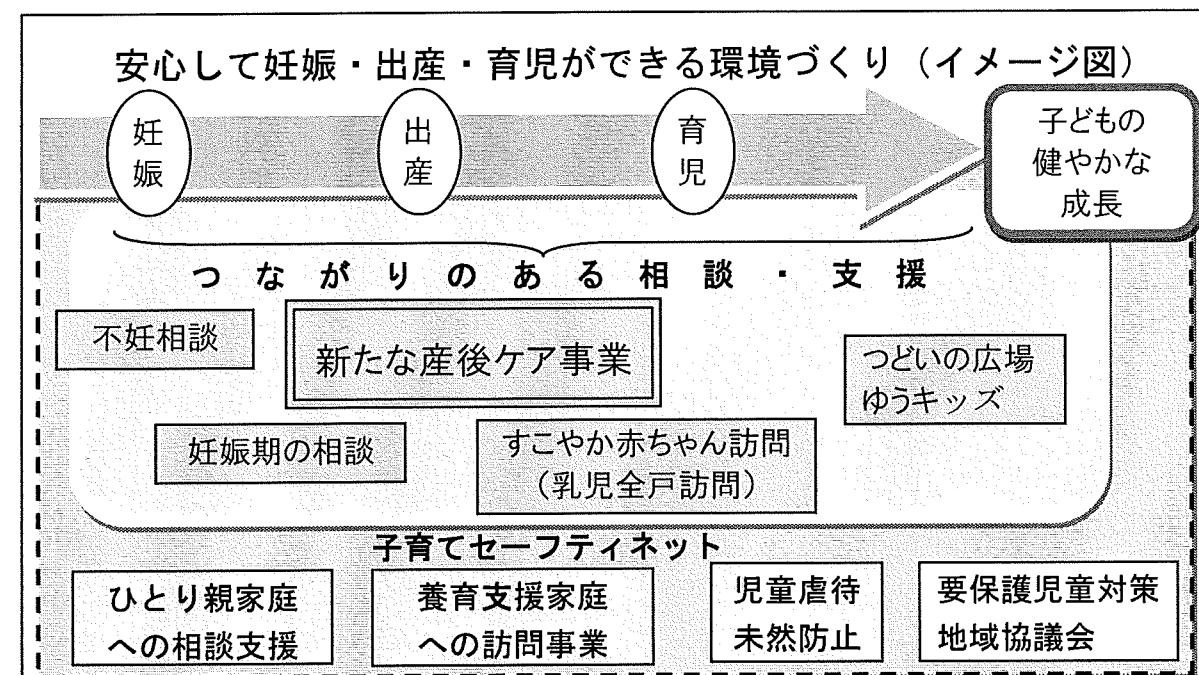 安心して妊娠・出産・育児ができる環境づくり（イメージ図）
妊娠
出産
育児
子どもの
健やかな
成長
つながりのある相談・支援
不妊相談
新たな産後ケア事業
つどいの広場
ゆうキッズ
妊娠期の相談
すこやか赤ちゃん訪問
（乳児全戸訪問）
子育てセーフティネット
ひとり親家庭
への相談支援
養育支援家庭
への訪問事業
児童虐待
未然防止
要保護児童対策
地域協議会